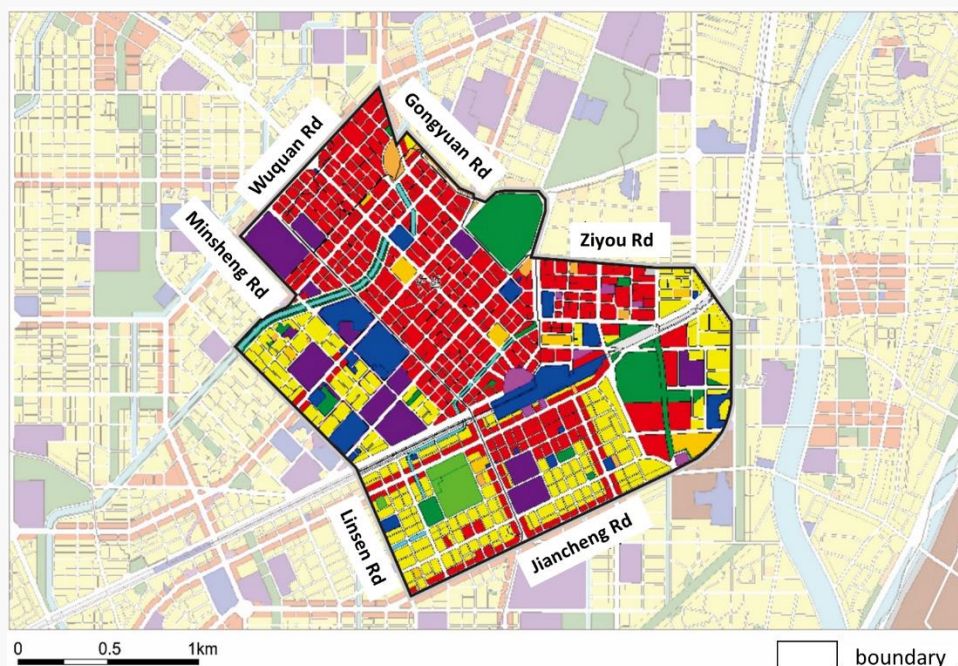 Wuquan Rd
Gongyuan Rd
Minsheng Rd
Ziyou Rd
Linsen Rd
Jiancheng Rd
0 0.5 1km
boundary